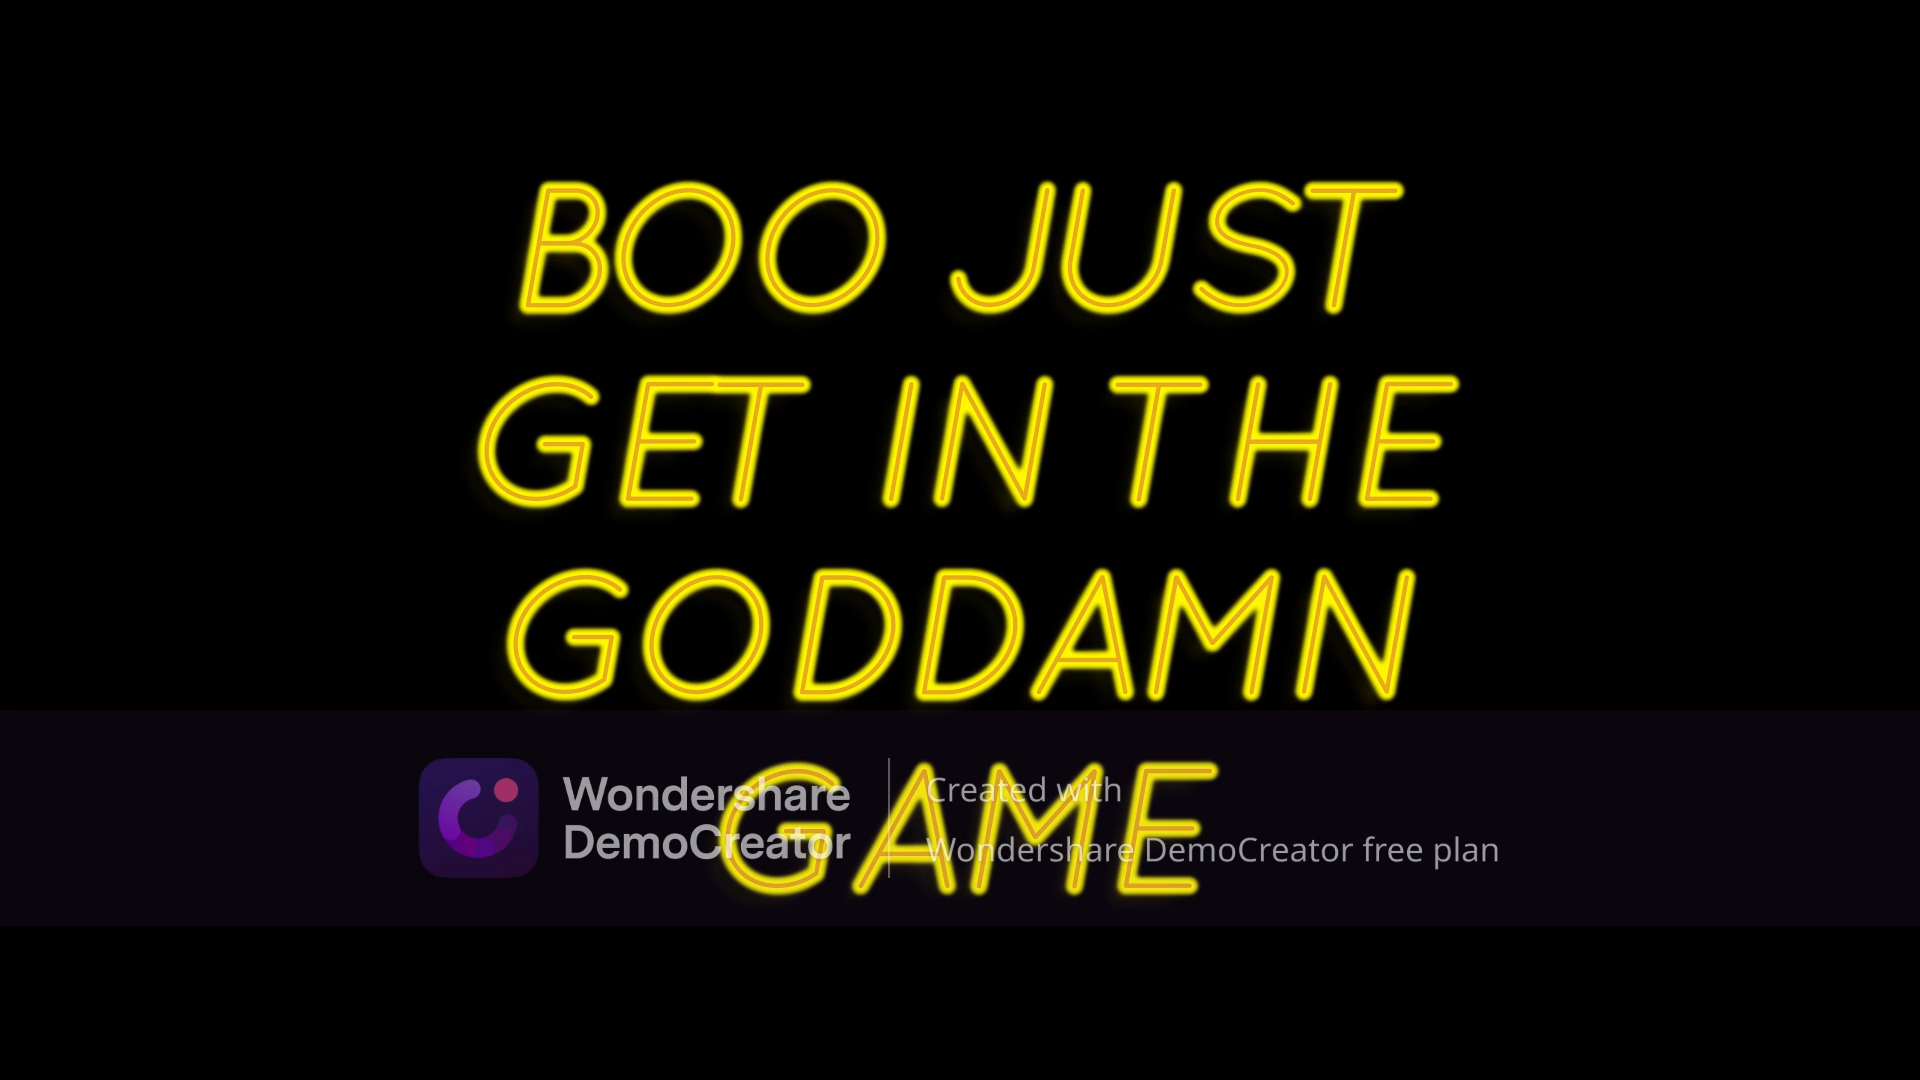 BOO JUST
GET IN THE
GODDAMN
GAME
Wondershare
DemoCreator
Created with
Wondershare DemoCreator free plan